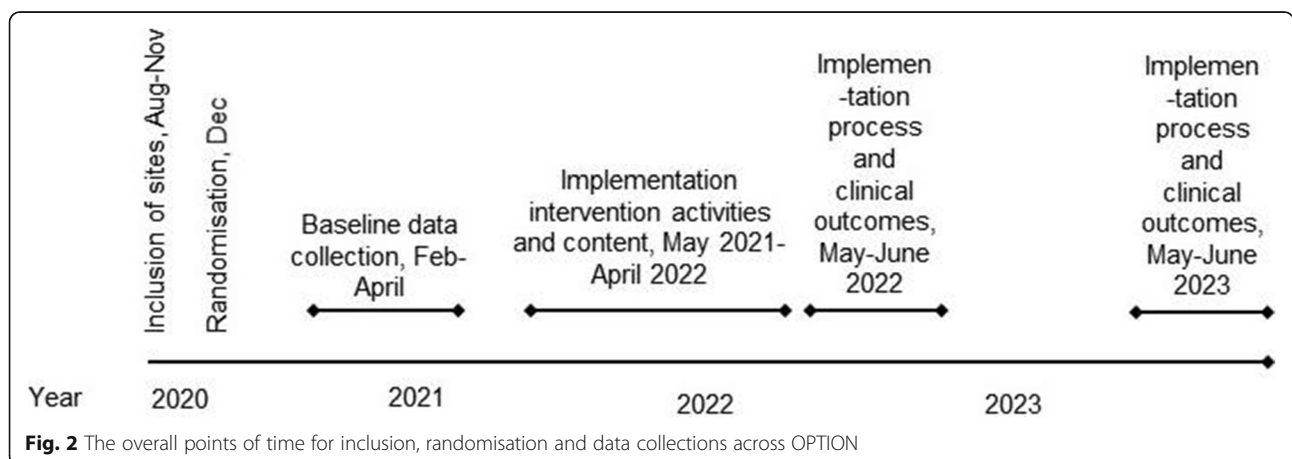 Inclusion of sites, Aug-Nov
Randomisation, Dec
Baseline data
collection, Feb-
April
Implementation
intervention activities
and content, May 2021-
April 2022
Implemen
-tation
process
and
clinical
outcomes,
May-June
2022
Implemen
-tation
process
and
clinical
outcomes,
May-June
2023
Year 2020 2021 2022 2023
Fig. 2 The overall points of time for inclusion, randomisation and data collections across OPTION